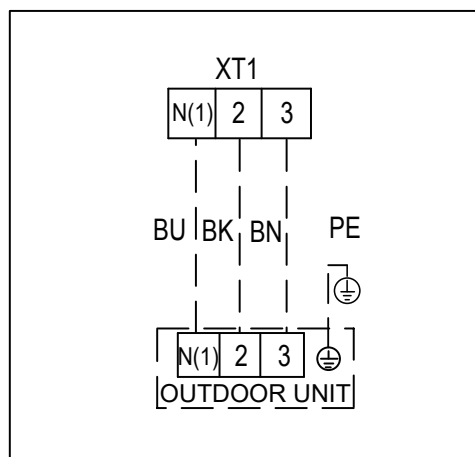 XT1
N(1) 2 3
BU BK BN PE
N(1) 2 3
OUTDOOR UNIT